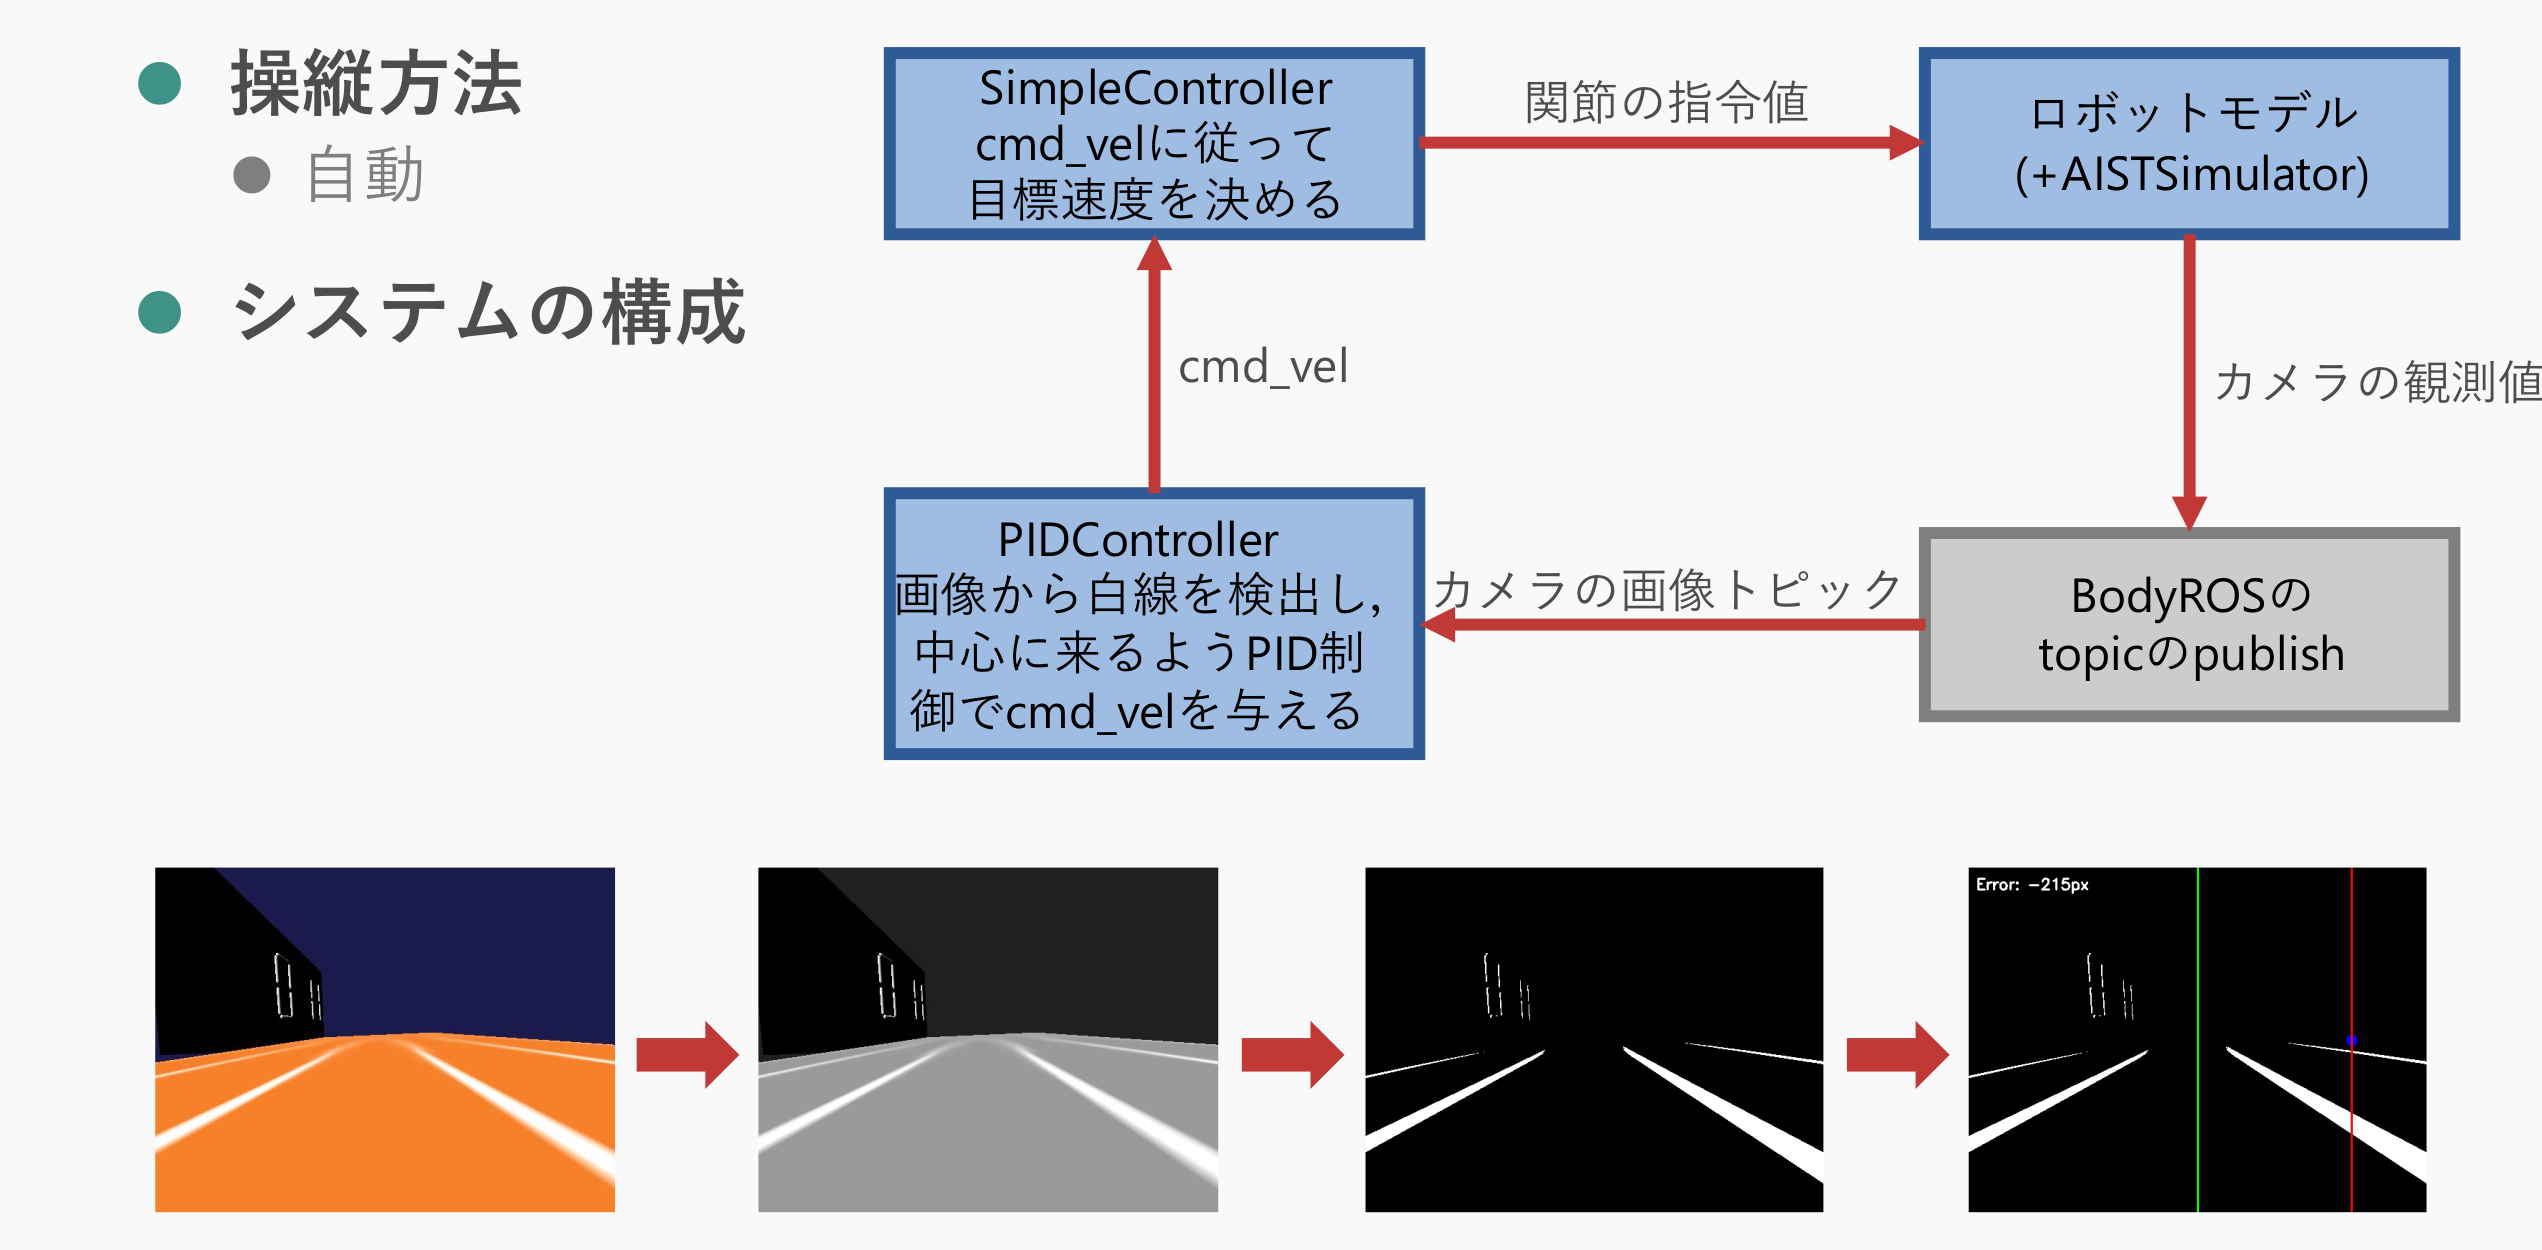 操縦方法
自動
システムの構成
SimpleController
cmd_velに従って
目標速度を決める
関節の指令値
ロボットモデル
(+AISTSimulator)
cmd_vel
カメラの観測値
PIDController
画像から白線を検出し,
中心に来るようPID制
御でcmd_velを与える
カメラの画像トピック
BodyROSの
topicのpublish
Error: -215px